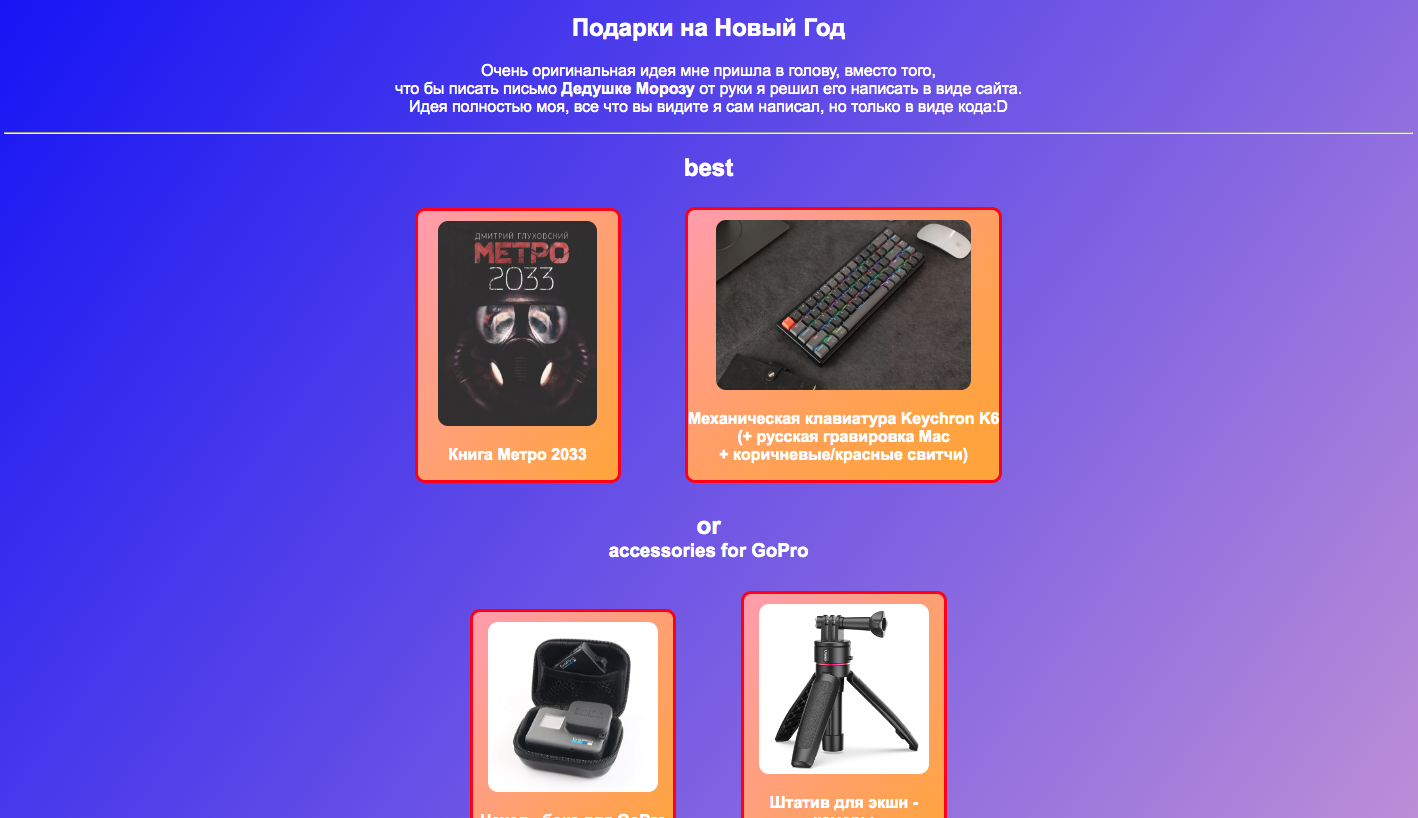 Подарки на Новый Год
Очень оригинальная идея мне пришла в голову, вместо того,
что бы писать письмо Дедушке Морозу от руки я решил его написать в виде сайта.
Идея полностью моя, все что вы видите я сам написал, но только в виде кода:D
best
ДМИТРИЙ ГЛУХОВСКИЙ
МЕТРО
2033
Книга Метро 2033
Механическая клавиатура Keychron K6
(+ русская гравировка Mac
+ коричневые/красные свитчи)
or
accessories for GoPro
GoPro
Штатив для экшн -